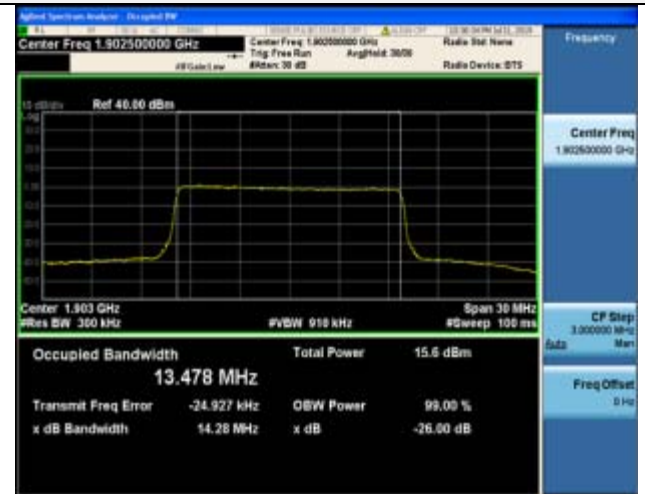 Agilent Spectrum Analyzer - Occupied BW
Center Freq 1.902500000 GHz
Center Freq: 1.902500000 GHz
Trig: Free Run
Avg|Hold: 30/30
#IFGain:Low
#Atten: 30 dB
Radio Std: None
Radio Device: BTS
Ref 40.00 dBm
Log
Center 1.903 GHz
Span 30 MHz
#Res BW 300 kHz
#VBW 910 kHz
#Sweep 100 ms
Occupied Bandwidth
13.478 MHz
Total Power 15.6 dBm
Transmit Freq Error -24.927 kHz
OBW Power 99.00 %
x dB Bandwidth 14.28 MHz
x dB -26.00 dB
Frequency
Center Freq
1.902500000 GHz
CF Step
3.000000 MHz
Auto Man
Freq Offset
0 Hz